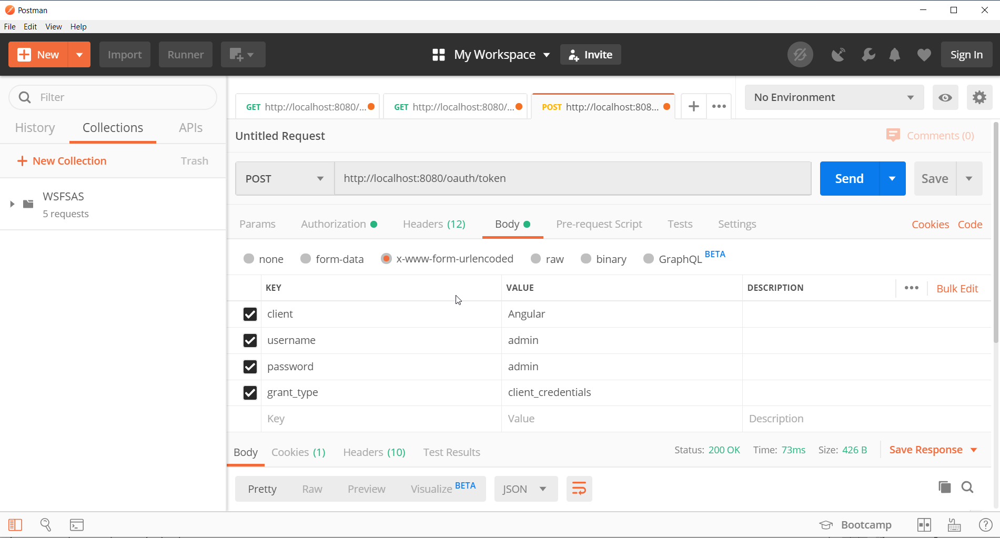 Postman
File Edit View Help
New Import Runner My Workspace Invite Sign In
Filter
GET http://localhost:8080/... GET http://localhost:8080/... POST http://localhost:808... No Environment
History Collections APIs
Untitled Request Comments (0)
New Collection Trash
POST http://localhost:8080/oauth/token Send Save
WSFSAS
5 requests
Params Authorization Headers (12) Body Pre-request Script Tests Settings Cookies Code
none form-data x-www-form-urlencoded raw binary GraphQL BETA
KEY VALUE DESCRIPTION Bulk Edit
client Angular
username admin
password admin
grant_type client_credentials
Key Value Description
Body Cookies (1) Headers (10) Test Results Status: 200 OK Time: 73ms Size: 426 B Save Response
Pretty Raw Preview Visualize BETA JSON
Bootcamp